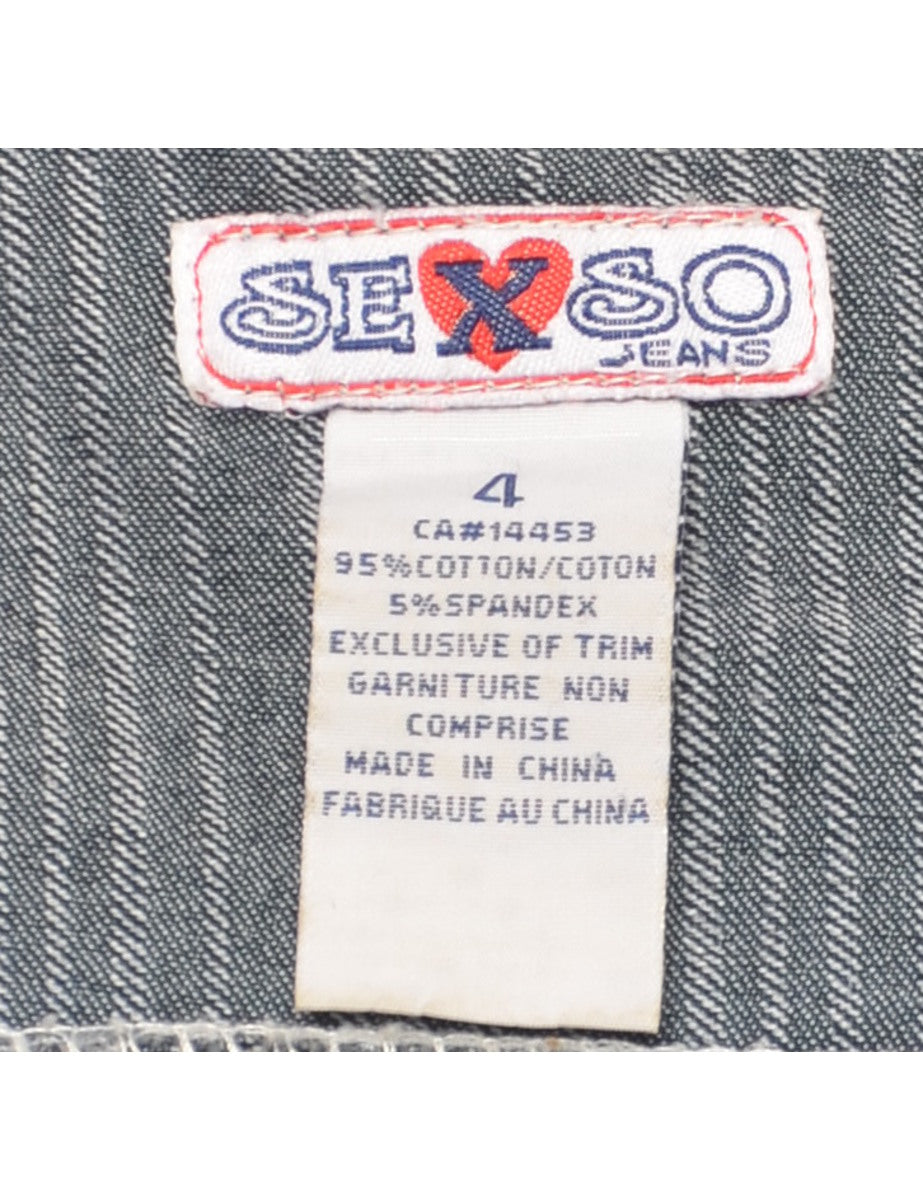 SEXSO
JEANS
4
CA#14453
95%COTTON/COTON
5%SPANDEX
EXCLUSIVE OF TRIM
GARNITURE NON
COMPRISE
MADE IN CHINA
FABRIQUE AU CHINA